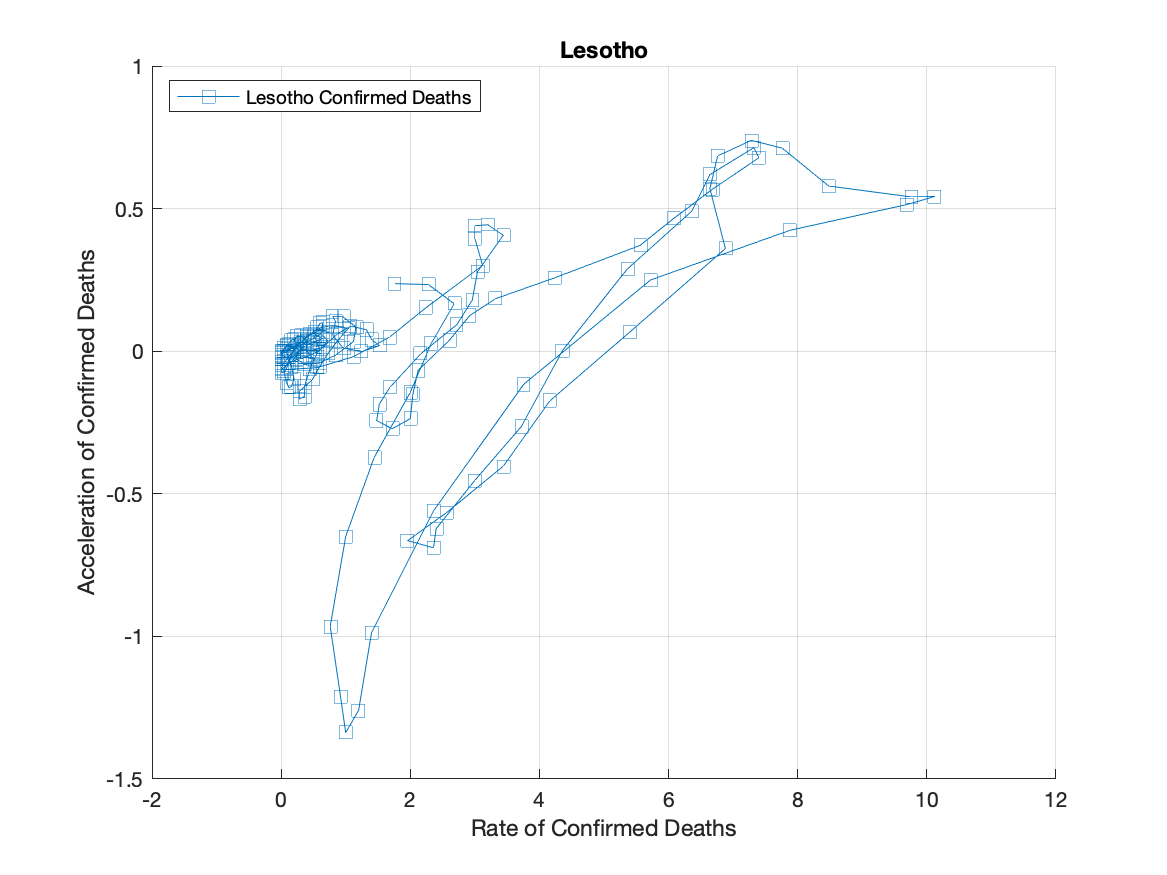 Lesotho
1
Lesotho Confirmed Deaths
0.5
0
-0.5
-1
-1.5
Acceleration of Confirmed Deaths
-2 0 2 4 6 8 10 12
Rate of Confirmed Deaths